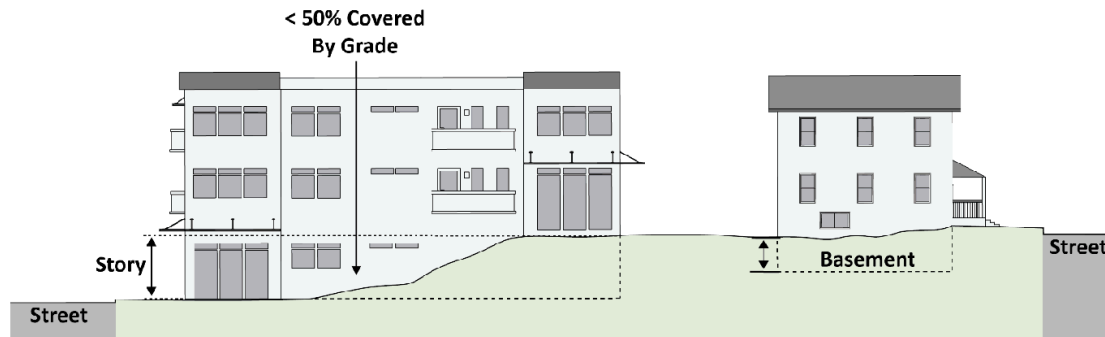 < 50% Covered
By Grade
Story
Basement
Street
Street